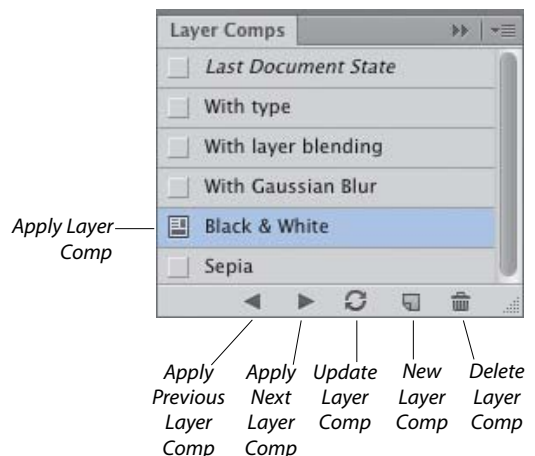 Layer Comps
Last Document State
With type
With layer blending
With Gaussian Blur
Black & White
Sepia
Apply Layer
Comp
Apply
Previous
Layer
Comp
Apply
Next
Layer
Comp
Update
Layer
Comp
New
Layer
Comp
Delete
Layer
Comp